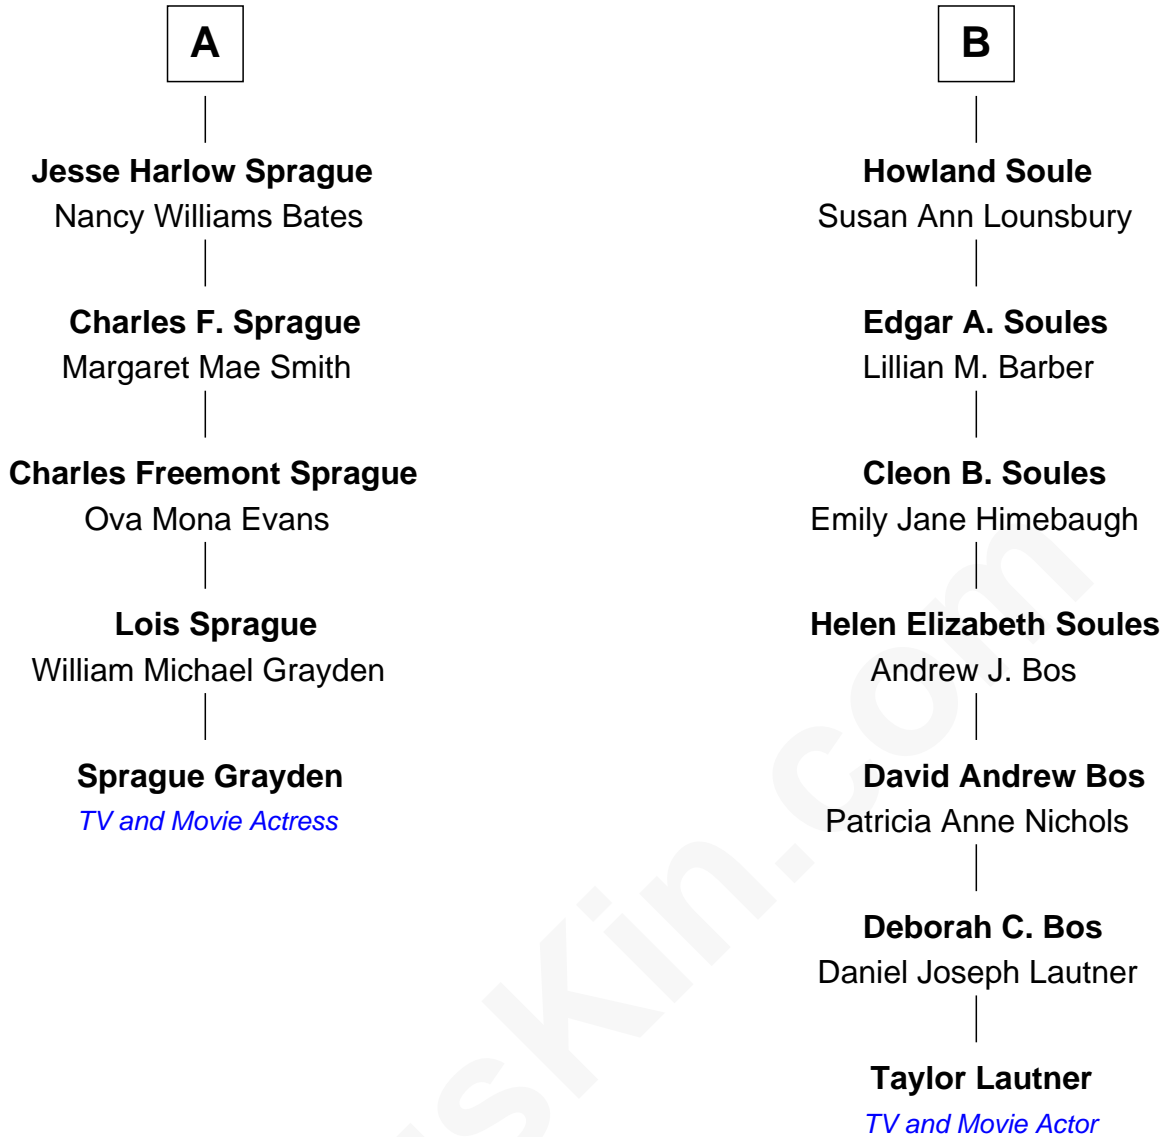 A
Jesse Harlow Sprague
Nancy Williams Bates
Charles F. Sprague
Margaret Mae Smith
Charles Freemont Sprague
Ova Mona Evans
Lois Sprague
William Michael Grayden
Sprague Grayden
TV and Movie Actress
B
Howland Soule
Susan Ann Lounsbury
Edgar A. Soules
Lillian M. Barber
Cleon B. Soules
Emily Jane Himebaugh
Helen Elizabeth Soules
Andrew J. Bos
David Andrew Bos
Patricia Anne Nichols
Deborah C. Bos
Daniel Joseph Lautner
Taylor Lautner
TV and Movie Actor
sKin.com